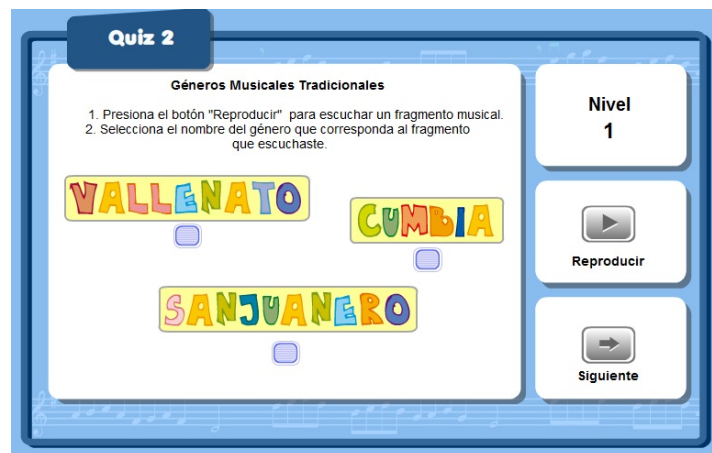 Quiz 2
Géneros Musicales Tradicionales
1. Presiona el botón "Reproducir" para escuchar un fragmento musical.
2. Selecciona el nombre del género que corresponda al fragmento
que escuchaste.
VALLENATO
CUMBIA
SANJUANERO
Nivel
1
Reproducir
Siguiente